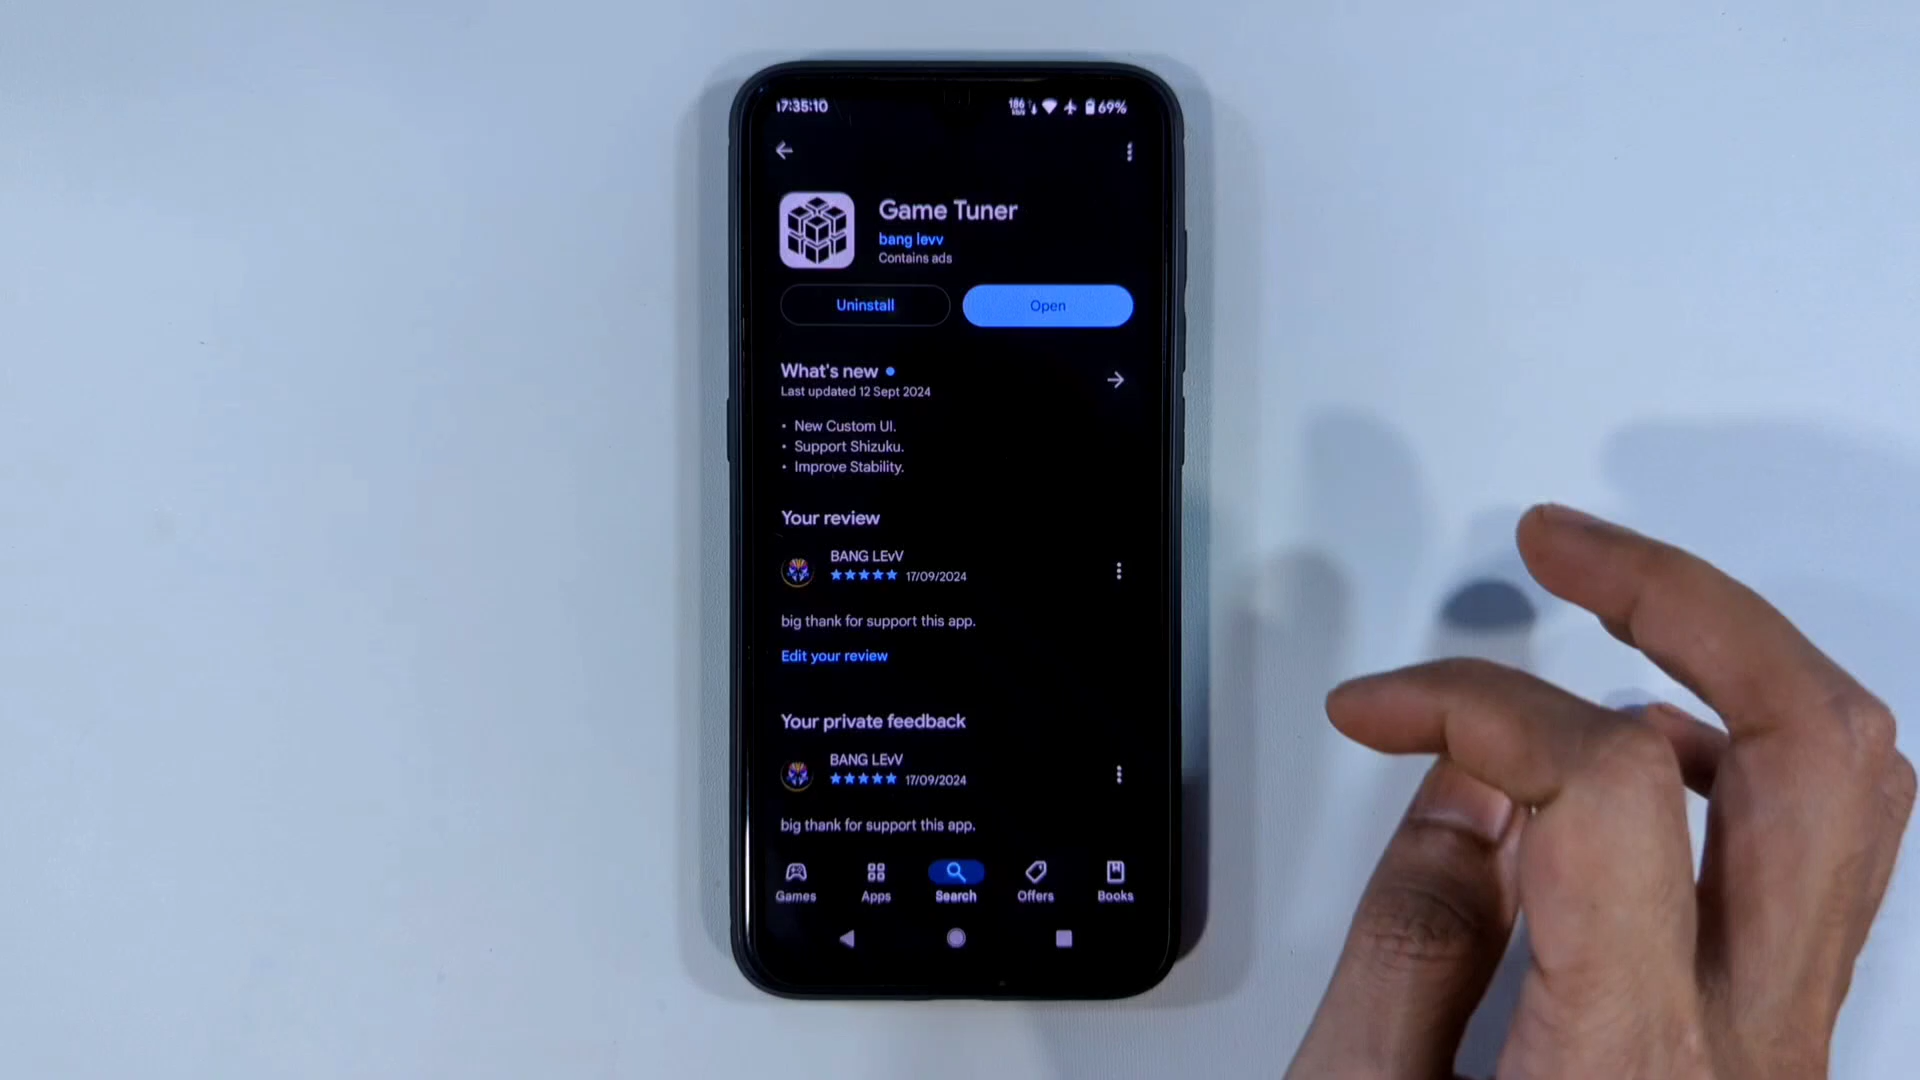 17:35:10
186 kb/s 69%
Game Tuner
bang levv
Contains ads
Uninstall
Open
What's new
Last updated 12 Sept 2024
• New Custom UI.
• Support Shizuku.
• Improve Stability.
Your review
BANG LEvV
★★★★★ 17/09/2024
big thank for support this app.
Edit your review
Your private feedback
BANG LEvV
★★★★★ 17/09/2024
big thank for support this app.
Games Apps Search Offers Books